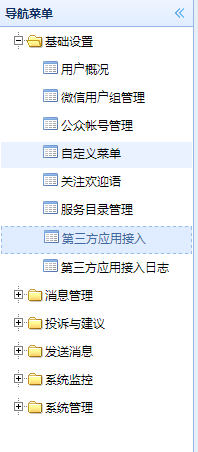 导航菜单
基础设置
用户概况
微信用户组管理
公众帐号管理
自定义菜单
关注欢迎语
服务目录管理
第三方应用接入
第三方应用接入日志
消息管理
投诉与建议
发送消息
系统监控
系统管理